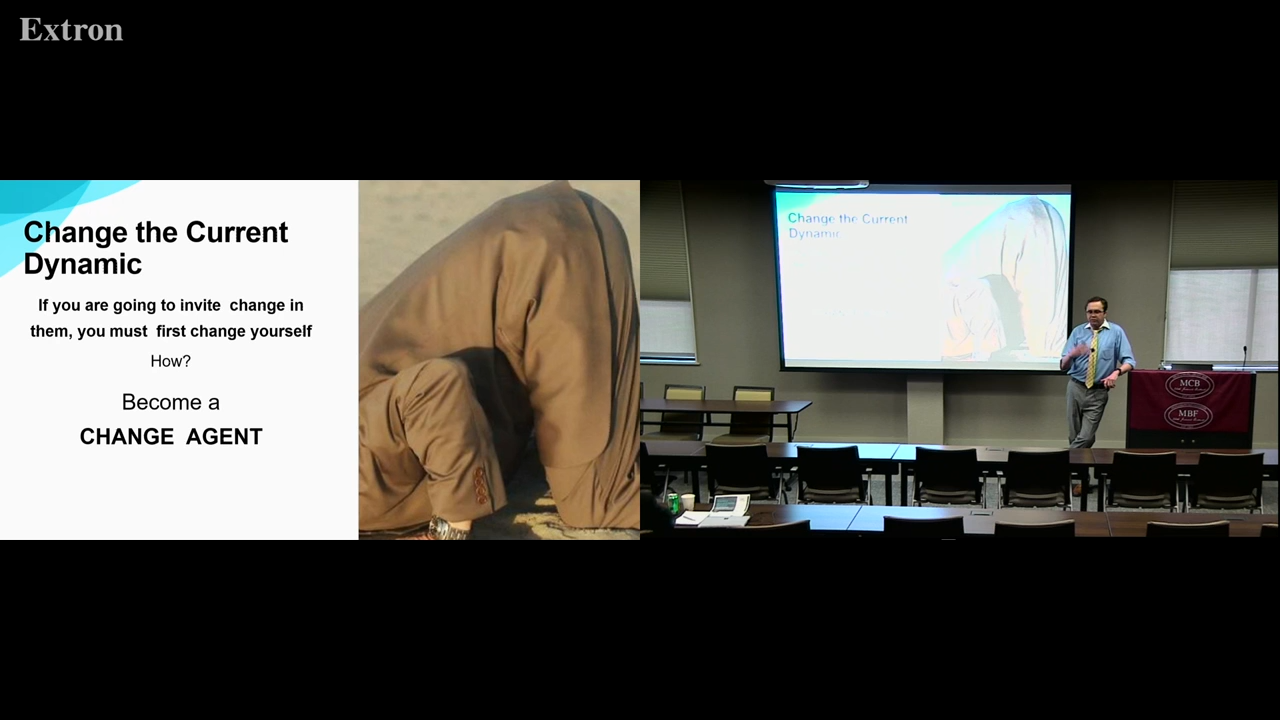 Extron
Change the Current
Dynamic
If you are going to invite change in
them, you must first change yourself
How?
Become a
CHANGE AGENT
Change the Current
Dynamic
MCB
MBF